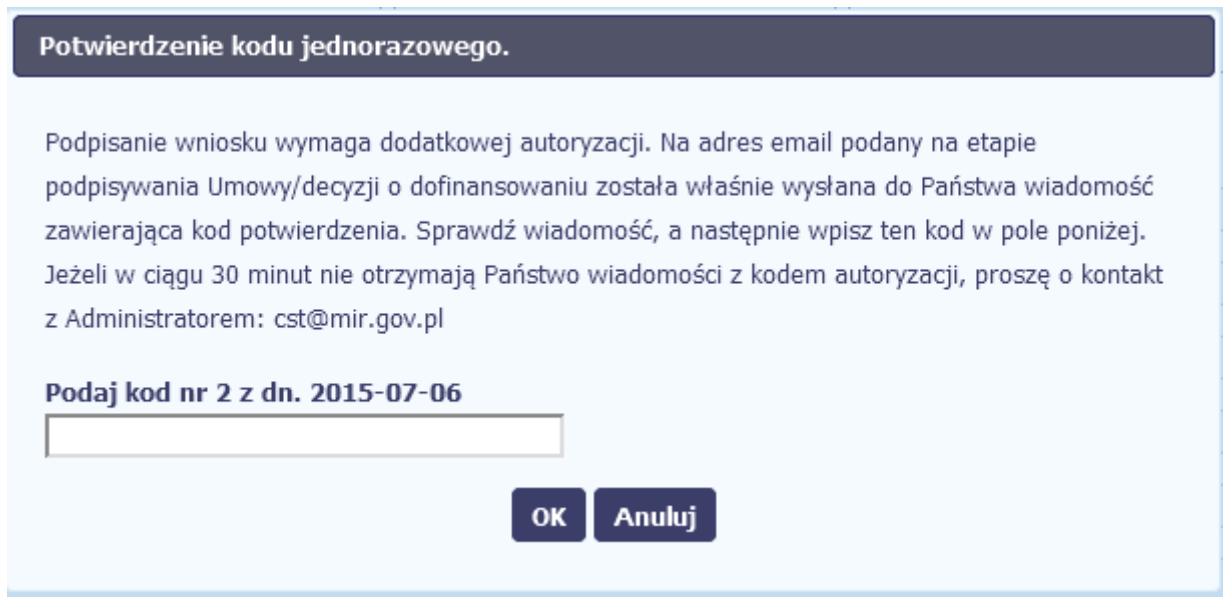 Potwierdzenie kodu jednorazowego.
Podpisanie wniosku wymaga dodatkowej autoryzacji. Na adres email podany na etapie
podpisywania Umowy/decyzji o dofinansowaniu została właśnie wysłana do Państwa wiadomość
zawierająca kod potwierdzenia. Sprawdź wiadomość, a następnie wpisz ten kod w pole poniżej.
Jeżeli w ciągu 30 minut nie otrzymają Państwo wiadomości z kodem autoryzacji, proszę o kontakt
z Administratorem: cst@mir.gov.pl
Podaj kod nr 2 z dn. 2015-07-06
OK Anuluj